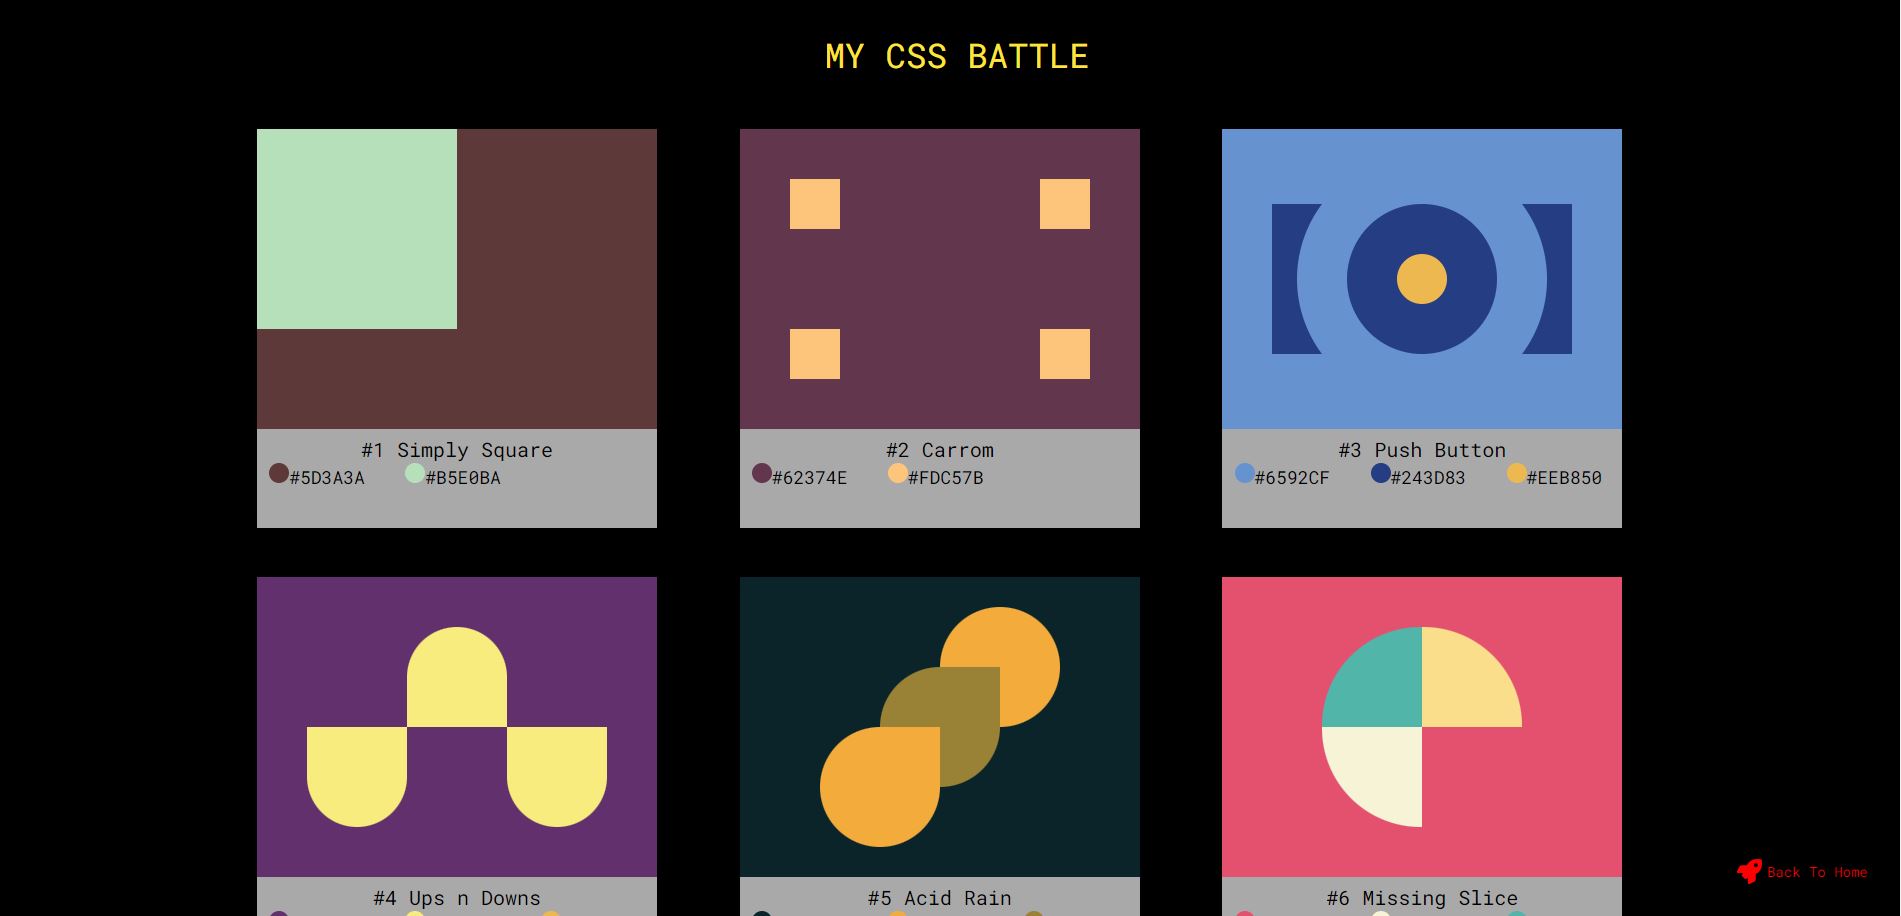 MY CSS BATTLE
#1 Simply Square
#5D3A3A #B5E0BA
#2 Carrom
#62374E #FDC57B
#3 Push Button
#6592CF #243D83 #EEB850
#4 Ups n Downs
#5 Acid Rain
#6 Missing Slice
Back To Home